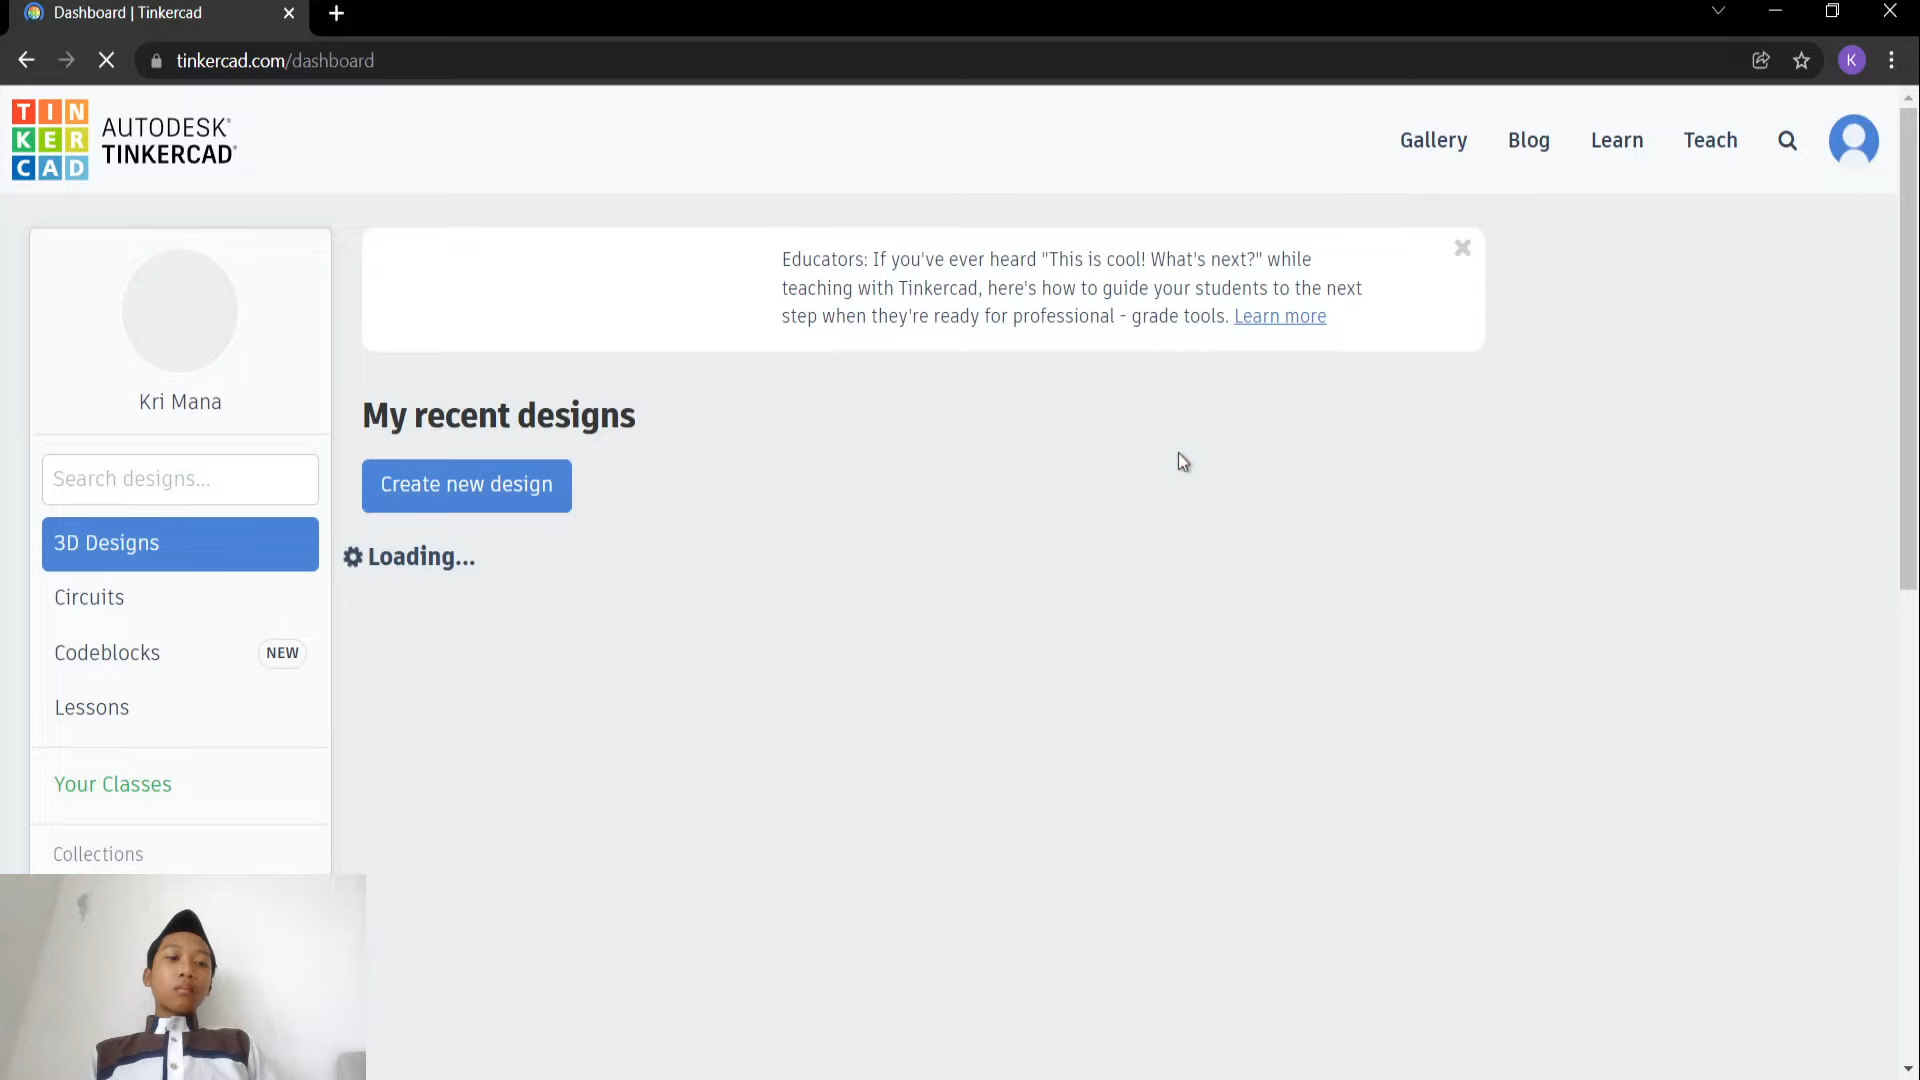 Dashboard | Tinkercad
tinkercad.com/dashboard
K
TIN
KER
CAD
AUTODESK®
TINKERCAD®
Gallery
Blog
Learn
Teach
Educators: If you've ever heard "This is cool! What's next?" while
teaching with Tinkercad, here's how to guide your students to the next
step when they're ready for professional - grade tools. Learn more
Kri Mana
My recent designs
Search designs...
Create new design
3D Designs
Loading...
Circuits
Codeblocks
NEW
Lessons
Your Classes
Collections